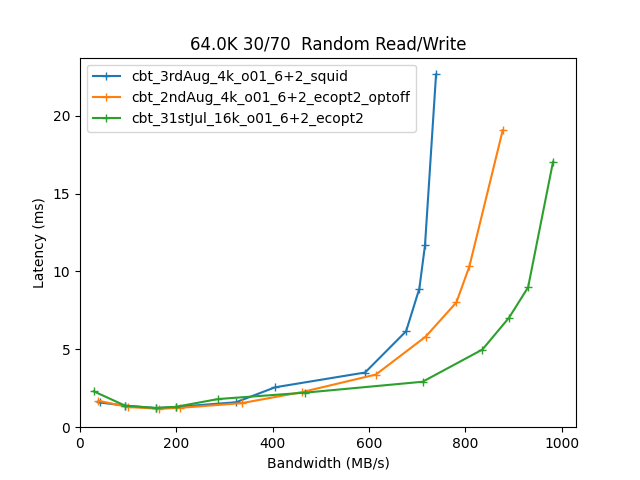 64.0K 30/70  Random Read/Write
cbt_3rdAug_4k_o01_6+2_squid
cbt_2ndAug_4k_o01_6+2_ecopt2_optoff
cbt_31stJul_16k_o01_6+2_ecopt2
20
15
10
5
0
Latency (ms)
0 200 400 600 800 1000
Bandwidth (MB/s)